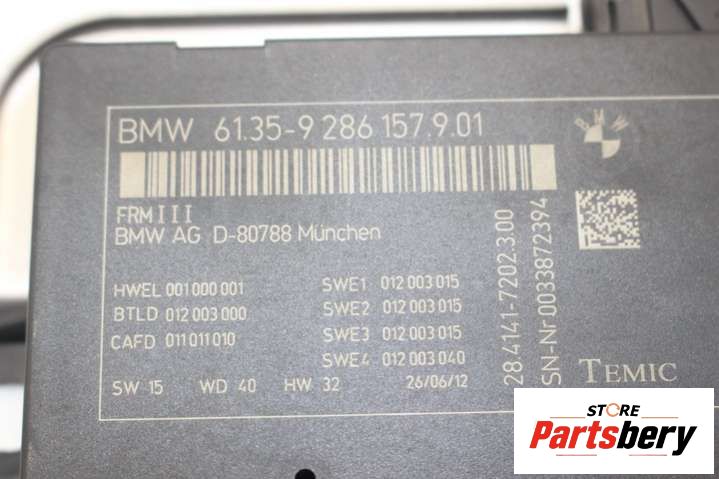 BMW 61.35-9 286 157.9.01
BMW
FRMIII
BMW AG D-80788 München
HWEL 001 000 001
BTLD 012 003 000
CAFD 011 011 010
SWE1 012 003 015
SWE2 012 003 015
SWE3 012 003 015
SWE4 012 003 040
SW 15 WD 40 HW 32 26/06/12
28.4141-7202.3.00
SN-Nr 0033872394
TEMIC
STORE
Partsbery